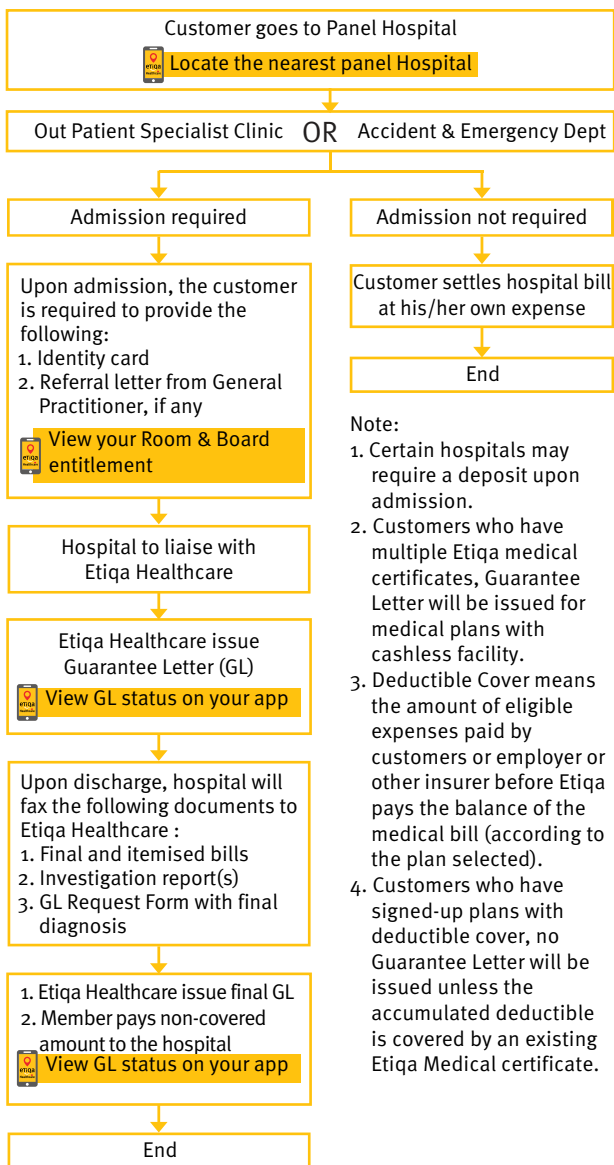 Customer goes to Panel Hospital
etiqa
Locate the nearest panel Hospital
Out Patient Specialist Clinic OR Accident & Emergency Dept
Admission required
Upon admission, the customer
is required to provide the
following:
1. Identity card
2. Referral letter from General
Practitioner, if any
etiqa
View your Room & Board
entitlement
Hospital to liaise with
Etiqa Healthcare
Etiqa Healthcare issue
Guarantee Letter (GL)
etiqa
View GL status on your app
Upon discharge, hospital will
fax the following documents to
Etiqa Healthcare :
1. Final and itemised bills
2. Investigation report(s)
3. GL Request Form with final
diagnosis
1. Etiqa Healthcare issue final GL
2. Member pays non-covered
amount to the hospital
etiqa
View GL status on your app
End
Admission not required
Customer settles hospital bill
at his/her own expense
End
Note:
1. Certain hospitals may
require a deposit upon
admission.
2. Customers who have
multiple Etiqa medical
certificates, Guarantee
Letter will be issued for
medical plans with
cashless facility.
3. Deductible Cover means
the amount of eligible
expenses paid by
customers or employer or
other insurer before Etiqa
pays the balance of the
medical bill (according to
the plan selected).
4. Customers who have
signed-up plans with
deductible cover, no
Guarantee Letter will be
issued unless the
accumulated deductible
is covered by an existing
Etiqa Medical certificate.